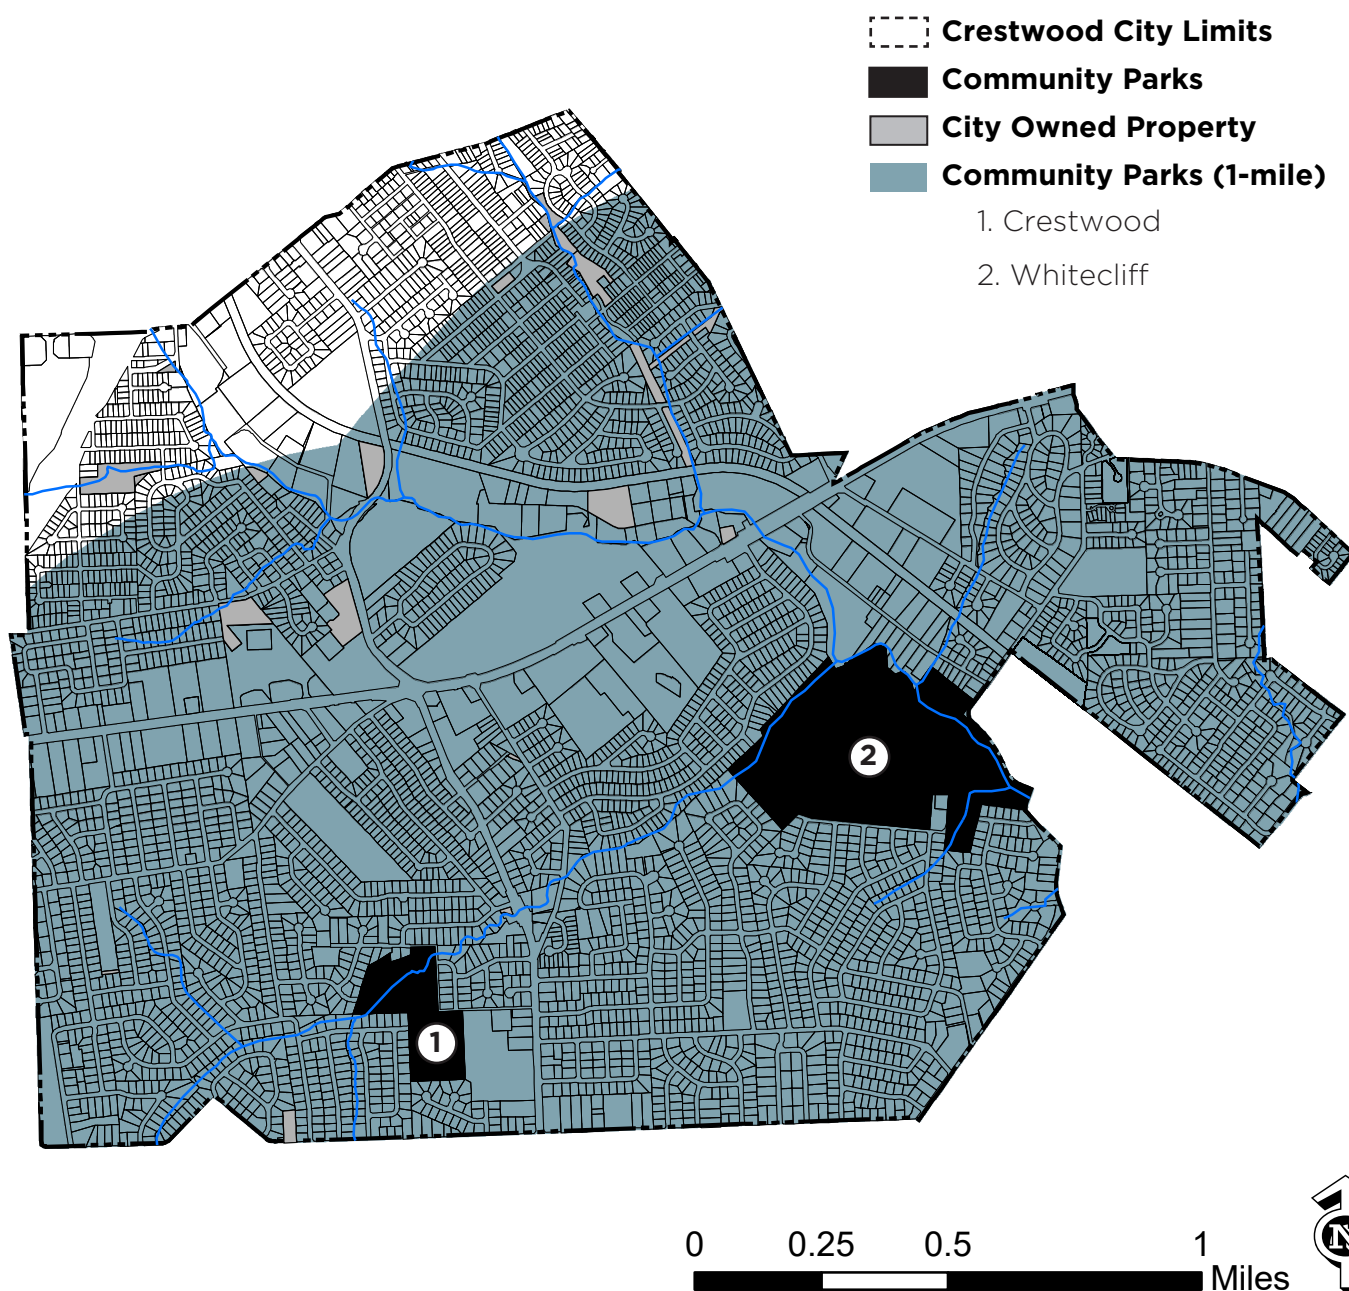 Crestwood City Limits
Community Parks
City Owned Property
Community Parks (1-mile)
1. Crestwood
2. Whitecliff
2
1
0 0.25 0.5 1
Miles
N